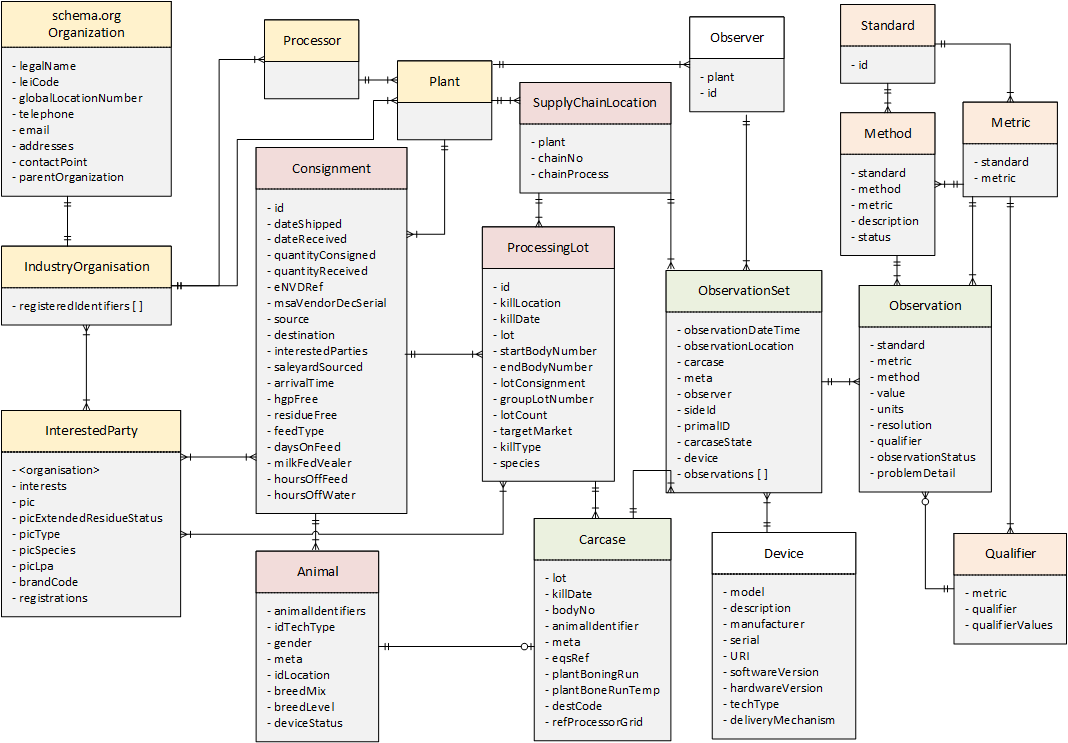 schema.org
Organization
- legalName
- leiCode
- globalLocationNumber
- telephone
- email
- addresses
- contactPoint
- parentOrganization
Processor
Plant
Observer
- plant
- id
SupplyChainLocation
- plant
- chainNo
- chainProcess
Standard
- id
Method
- standard
- method
- metric
- description
- status
Metric
- standard
- metric
IndustryOrganisation
- registeredIdentifiers [ ]
Consignment
- id
- dateShipped
- dateReceived
- quantityConsigned
- quantityReceived
- eNVDRef
- msaVendorDecSerial
- source
- destination
- interestedParties
- saleyardSourced
- arrivalTime
- hgpFree
- residueFree
- feedType
- daysOnFeed
- milkFedVealer
- hoursOffFeed
- hoursOffWater
ProcessingLot
- id
- killLocation
- killDate
- lot
- startBodyNumber
- endBodyNumber
- lotConsignment
- groupLotNumber
- lotCount
- targetMarket
- killType
- species
ObservationSet
- observationDateTime
- observationLocation
- carcase
- meta
- observer
- sideId
- primalID
- carcaseState
- device
- observations [ ]
Observation
- standard
- metric
- method
- value
- units
- resolution
- qualifier
- observationStatus
- problemDetail
InterestedParty
- <organisation>
- interests
- pic
- picExtendedResidueStatus
- picType
- picSpecies
- picLpa
- brandCode
- registrations
Animal
- animalIdentifiers
- idTechType
- gender
- meta
- idLocation
- breedMix
- breedLevel
- deviceStatus
Carcase
- lot
- killDate
- bodyNo
- animalIdentifier
- meta
- eqsRef
- plantBoningRun
- plantBoneRunTemp
- destCode
- refProcessorGrid
Device
- model
- description
- manufacturer
- serial
- URI
- softwareVersion
- hardwareVersion
- techType
- deliveryMechanism
Qualifier
- metric
- qualifier
- qualifierValues